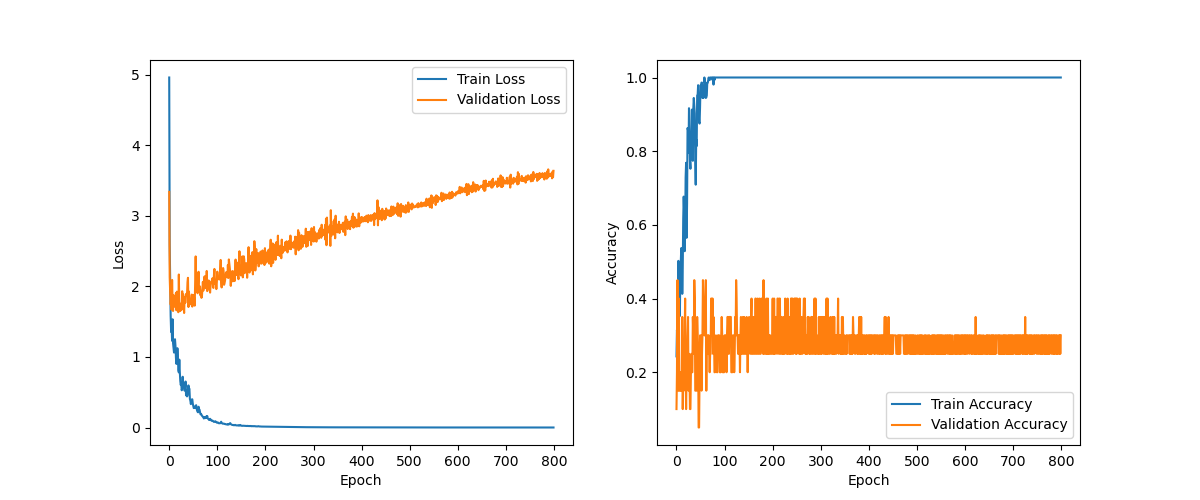 5
4
3
2
1
0
Loss
0 100 200 300 400 500 600 700 800
Epoch
Train Loss
Validation Loss
1.0
0.8
0.6
0.4
0.2
Accuracy
0 100 200 300 400 500 600 700 800
Epoch
Train Accuracy
Validation Accuracy